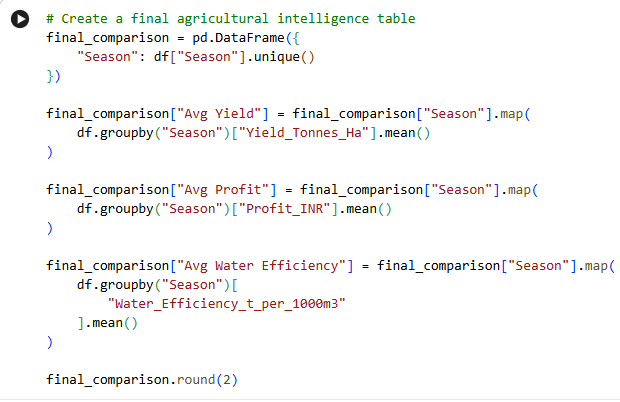 # Create a final agricultural intelligence table
final_comparison = pd.DataFrame({
    "Season": df["Season"].unique()
})

final_comparison["Avg Yield"] = final_comparison["Season"].map(
    df.groupby("Season")["Yield_Tonnes_Ha"].mean()
)

final_comparison["Avg Profit"] = final_comparison["Season"].map(
    df.groupby("Season")["Profit_INR"].mean()
)

final_comparison["Avg Water Efficiency"] = final_comparison["Season"].map(
    df.groupby("Season")[
        "Water_Efficiency_t_per_1000m3"
    ].mean()
)

final_comparison.round(2)